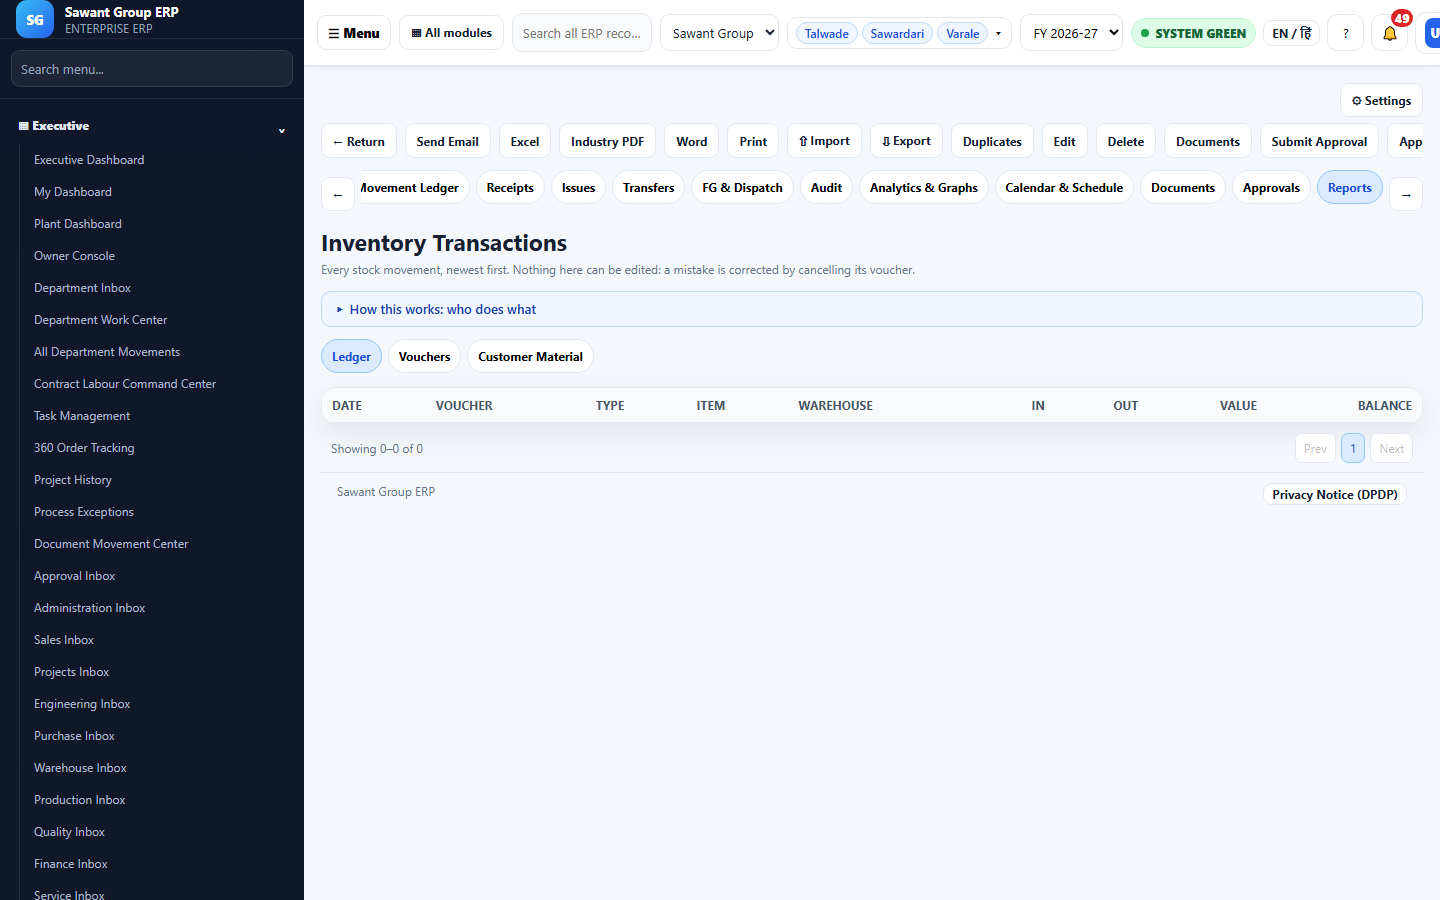 SG
Sawant Group ERP
ENTERPRISE ERP
Search menu...
Executive
Executive Dashboard
My Dashboard
Plant Dashboard
Owner Console
Department Inbox
Department Work Center
All Department Movements
Contract Labour Command Center
Task Management
360 Order Tracking
Project History
Process Exceptions
Document Movement Center
Approval Inbox
Administration Inbox
Sales Inbox
Projects Inbox
Engineering Inbox
Purchase Inbox
Warehouse Inbox
Production Inbox
Quality Inbox
Finance Inbox
Service Inbox
☰ Menu
All modules
Search all ERP reco...
Sawant Group
Talwade Sawardari Varale
FY 2026-27
SYSTEM GREEN
EN / हिं
?
49
U
⚙ Settings
← Return Send Email Excel Industry PDF Word Print ⇧ Import ⇩ Export Duplicates Edit Delete Documents Submit Approval App
← Movement Ledger Receipts Issues Transfers FG & Dispatch Audit Analytics & Graphs Calendar & Schedule Documents Approvals Reports →
Inventory Transactions
Every stock movement, newest first. Nothing here can be edited: a mistake is corrected by cancelling its voucher.
▸ How this works: who does what
Ledger Vouchers Customer Material
DATE VOUCHER TYPE ITEM WAREHOUSE IN OUT VALUE BALANCE
Showing 0–0 of 0
Prev 1 Next
Sawant Group ERP
Privacy Notice (DPDP)